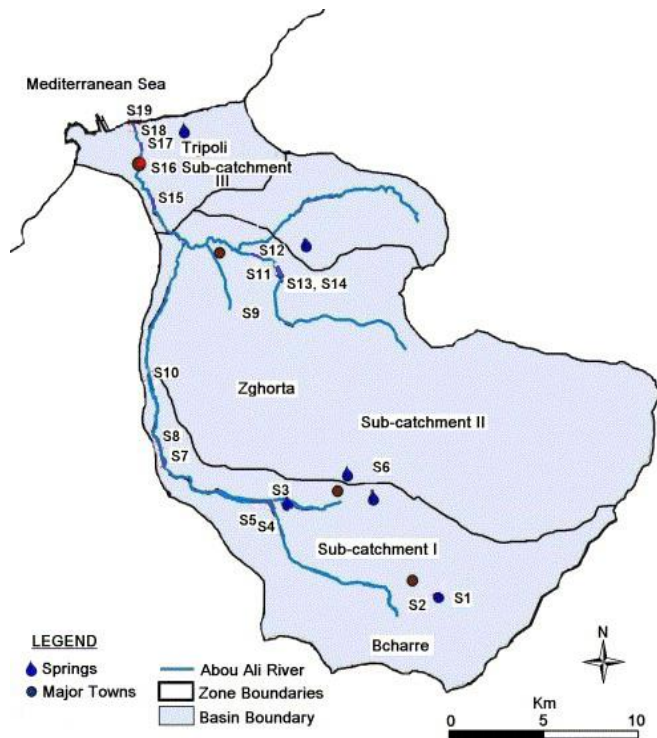 Mediterranean Sea
S19
S18
S17
Tripoli
S16 Sub-catchment
III
S15
S12
S11
S13, S14
S9
Zghorta
S10
Sub-catchment II
S8
S7
S6
S3
S5
S4
Sub-catchment I
S2
S1
Bcharre
N
LEGEND
Springs
Major Towns
Abou Ali River
Zone Boundaries
Basin Boundary
Km
0 5 10